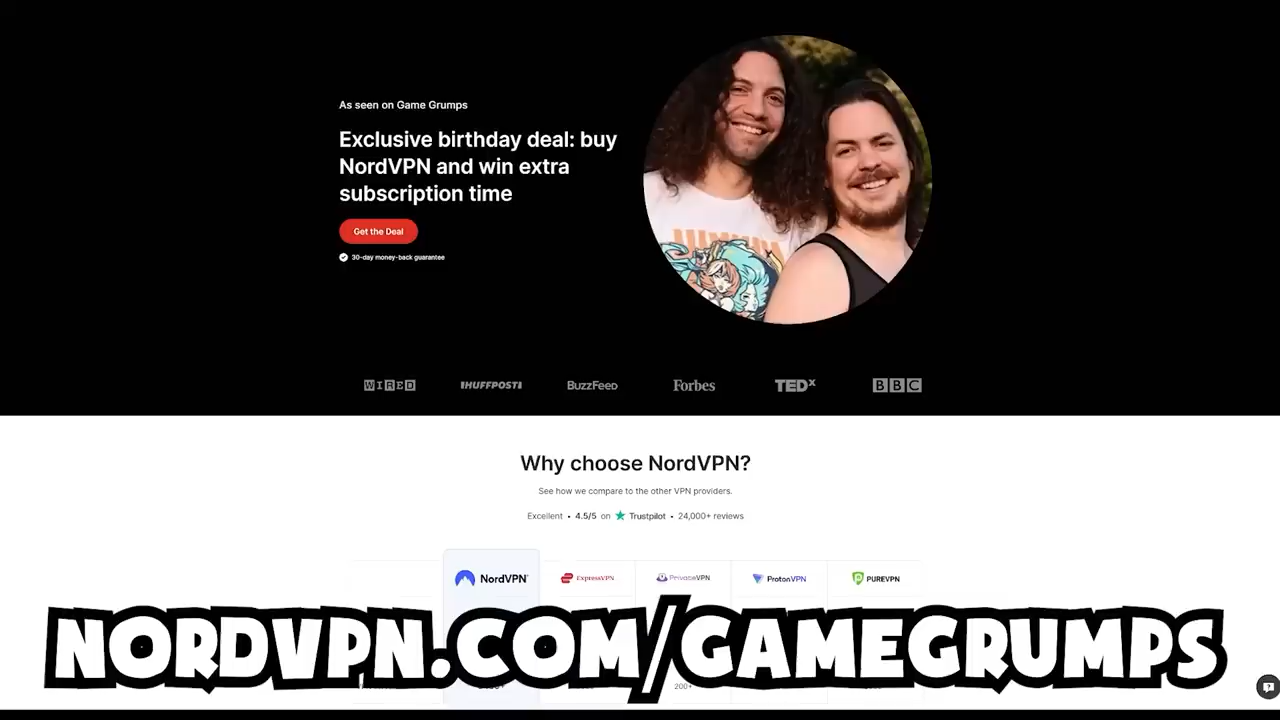 As seen on Game Grumps
Exclusive birthday deal: buy
NordVPN and win extra
subscription time
Get the Deal
30-day money-back guarantee
WIRED
HUFFPOST
BuzzFeed
Forbes
TEDx
BBC
Why choose NordVPN?
See how we compare to the other VPN providers.
Excellent • 4.5/5 on Trustpilot • 24,000+ reviews
NordVPN
ExpressVPN
PrivateVPN
ProtonVPN
PUREVPN
NORDVPN.COM/GAMEGRUMPS
200+